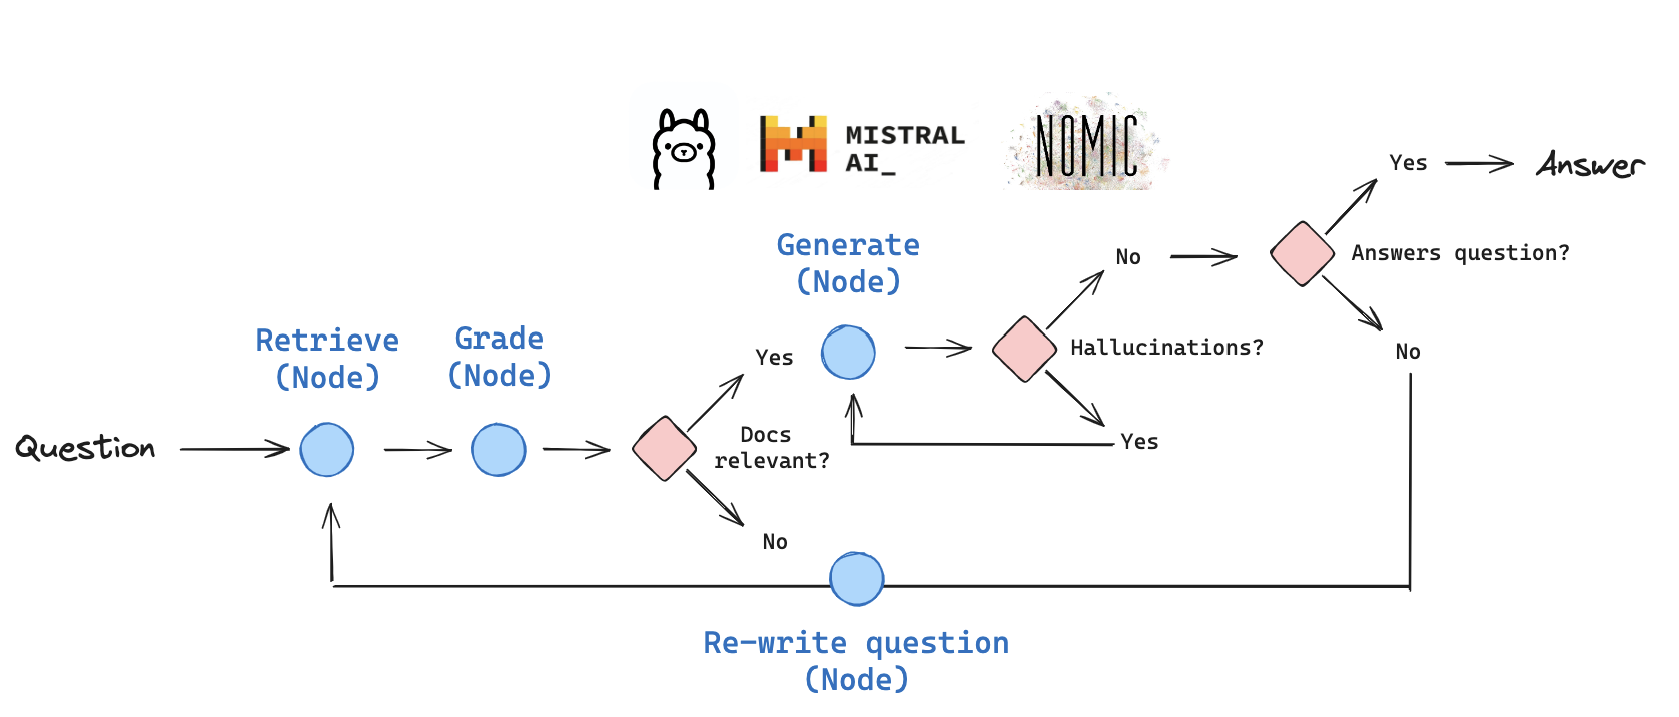 MISTRAL
AI_
NOMIC
Yes
Answer
Answers question?
No
Generate
(Node)
No
Hallucinations?
Yes
Retrieve
(Node)
Grade
(Node)
Yes
Docs
relevant?
No
Question
Re-write question
(Node)